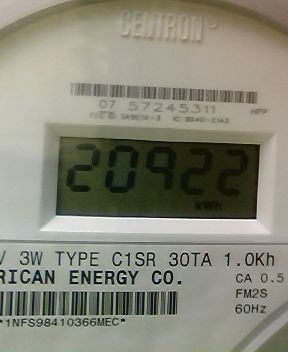 CENTRON®
07 57245311 HPP
20922
kWh
V 3W TYPE C1SR 30TA 1.0Kh
RICAN ENERGY CO. CA 0.5
FM2S
60Hz
*1NFS98410366MEC*